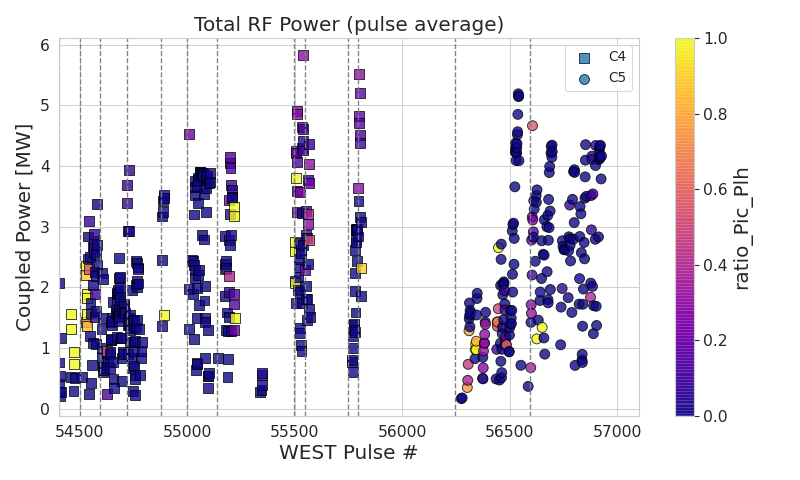 Total RF Power (pulse average)
Coupled Power [MW]
6
5
4
3
2
1
0
54500 55000 55500 56000 56500 57000
WEST Pulse #
C4
C5
1.0
0.8
0.6
0.4
0.2
0.0
ratio_Pic_Plh